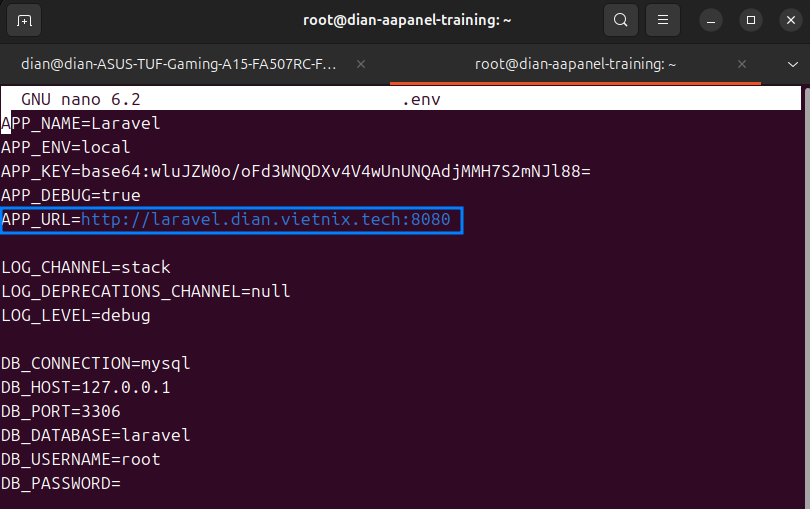 root@dian-aapanel-training: ~
dian@dian-ASUS-TUF-Gaming-A15-FA507RC-F…
root@dian-aapanel-training: ~
GNU nano 6.2 .env
APP_NAME=Laravel
APP_ENV=local
APP_KEY=base64:wluJZW0o/oFd3WNQDXv4V4wUnUNQAdjMMH7S2mNJl88=
APP_DEBUG=true
APP_URL=http://laravel.dian.vietnix.tech:8080
LOG_CHANNEL=stack
LOG_DEPRECATIONS_CHANNEL=null
LOG_LEVEL=debug
DB_CONNECTION=mysql
DB_HOST=127.0.0.1
DB_PORT=3306
DB_DATABASE=laravel
DB_USERNAME=root
DB_PASSWORD=